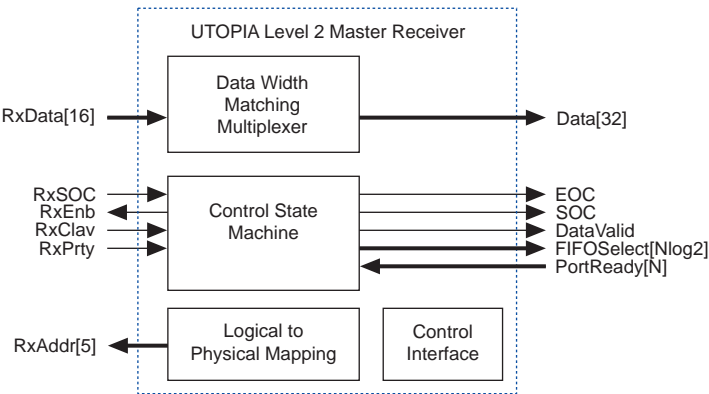 UTOPIA Level 2 Master Receiver
Data Width
Matching
Multiplexer
RxData[16]
Data[32]
RxSOC
RxEnb
RxClav
RxPrty
Control State
Machine
EOC
SOC
DataValid
FIFOSelect[Nlog2]
PortReady[N]
RxAddr[5]
Logical to
Physical Mapping
Control
Interface